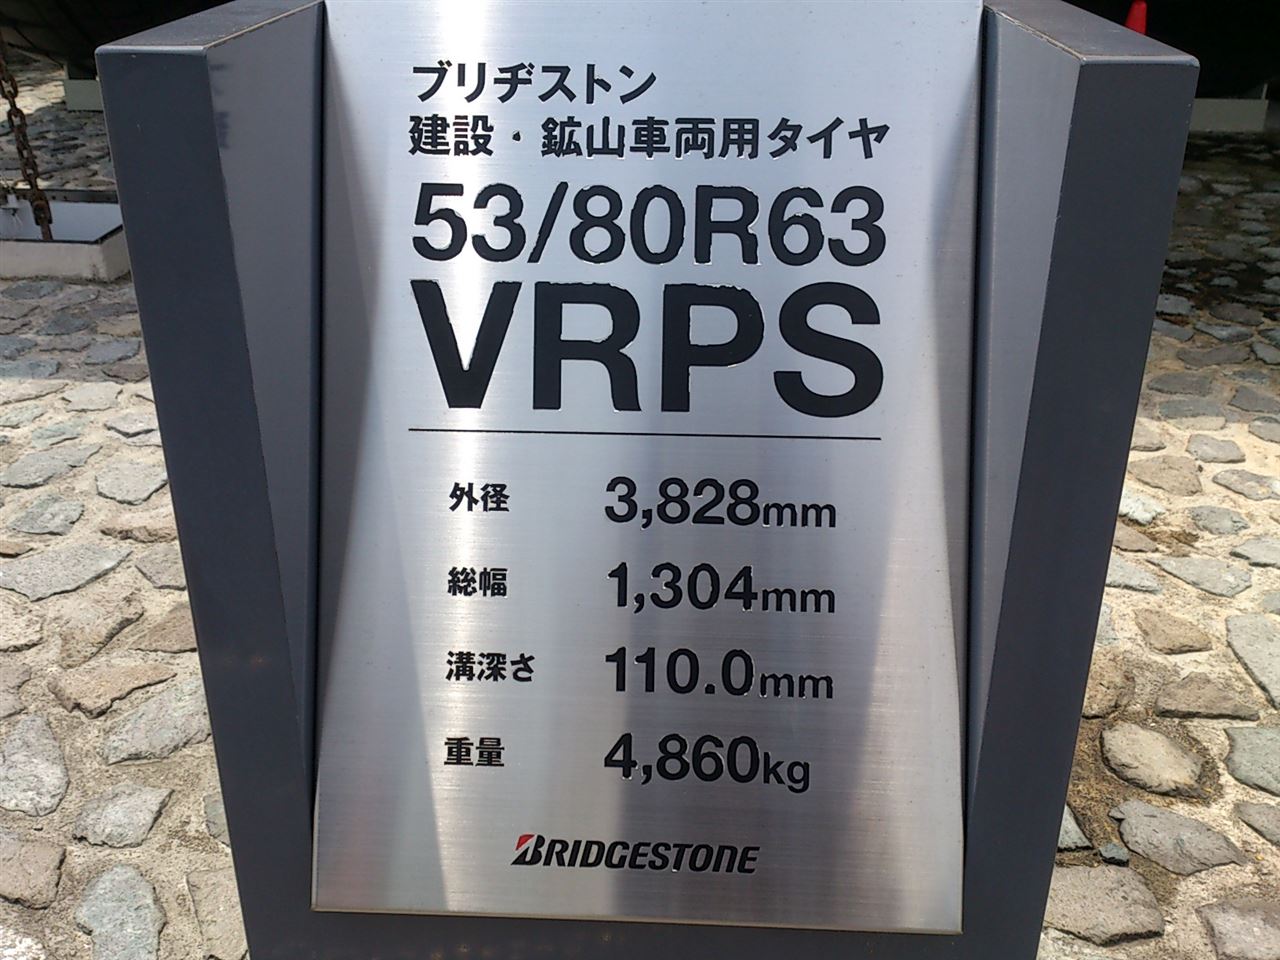 ブリヂストン
建設・鉱山車両用タイヤ
53/80R63
VRPS
外径 3,828mm
総幅 1,304mm
溝深さ 110.0mm
重量 4,860kg
BRIDGESTONE